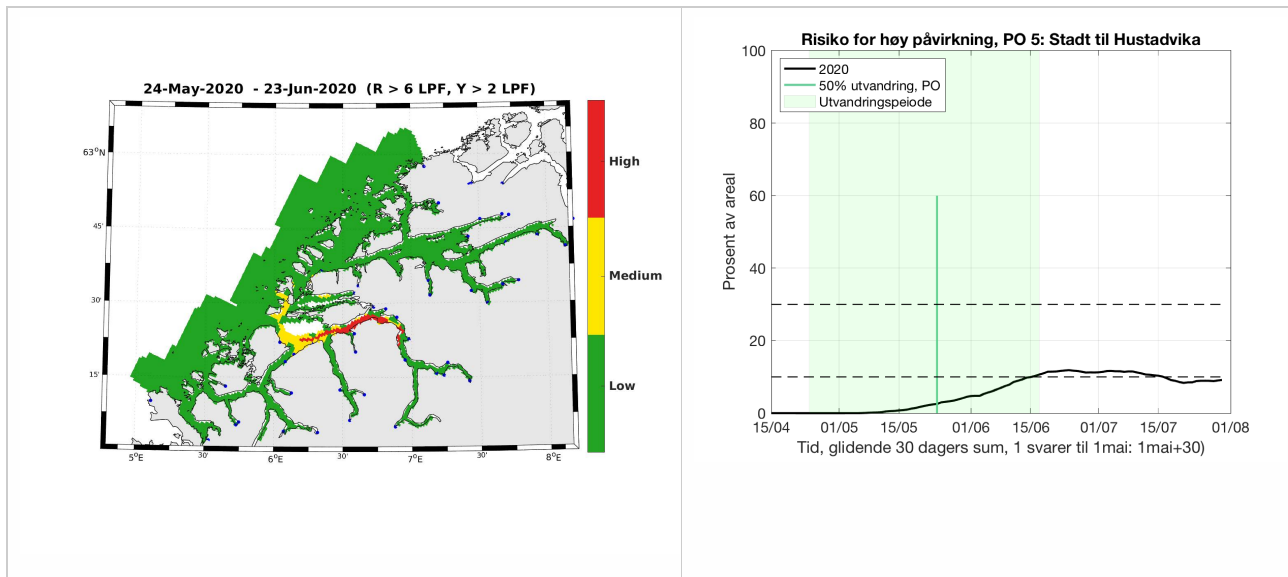 24-May-2020 - 23-Jun-2020 (R > 6 LPF, Y > 2 LPF)
63°N
45'
30'
15'
5°E
30'
6°E
30'
7°E
30'
8°E
High
Medium
Low
Risiko for høy påvirkning, PO 5: Stadt til Hustadvika
2020
50% utvandring, PO
Utvandringspeiode
Prosent av areal
100
80
60
40
20
0
15/04
01/05
15/05
01/06
15/06
01/07
15/07
01/08
Tid, glidende 30 dagers sum, 1 svarer til 1mai: 1mai+30)